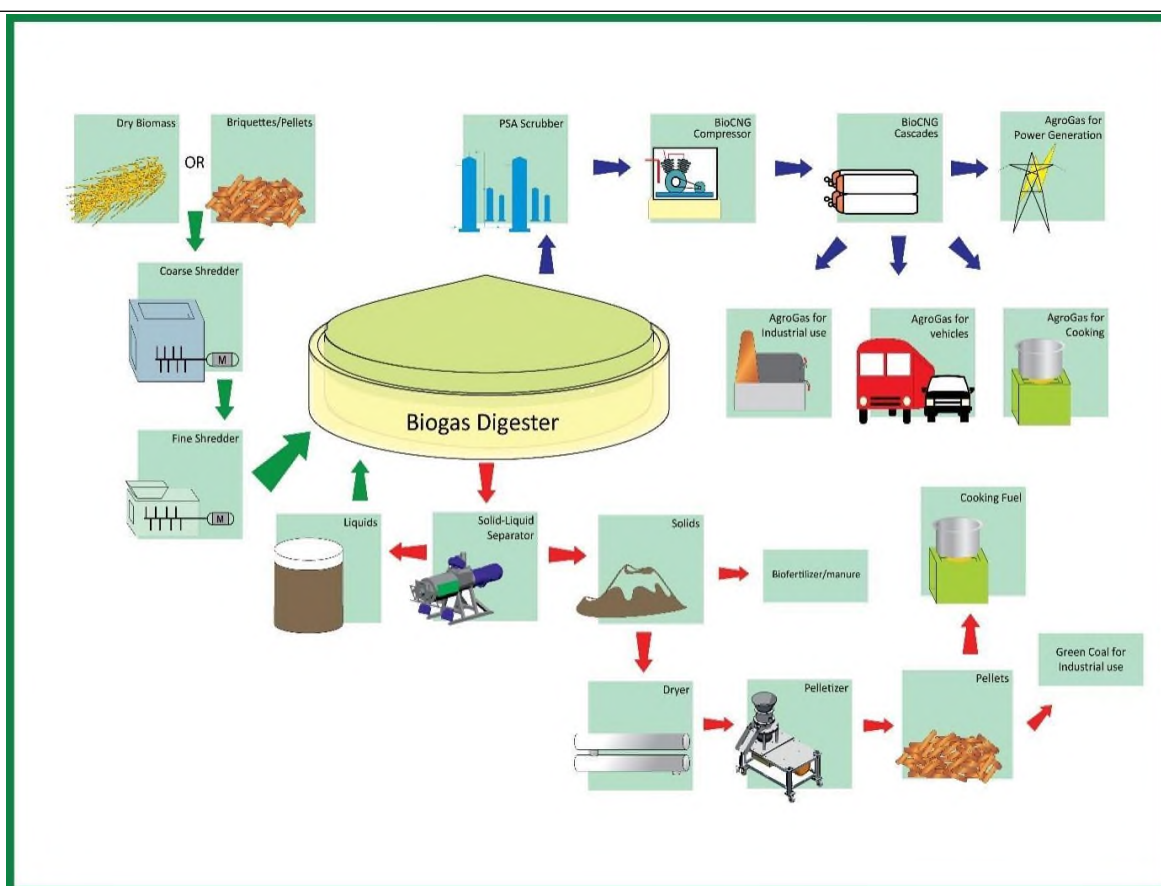 Dry Biomass
OR
Briquettes/Pellets
PSA Scrubber
BioCNG
Compressor
BioCNG
Cascades
AgroGas for
Power Generation
Coarse Shredder
M
AgroGas for
Industrial use
AgroGas for
vehicles
AgroGas for
Cooking
Biogas Digester
Fine Shredder
M
Liquids
Solid-Liquid
Separator
Solids
Biofertilizer/manure
Cooking Fuel
Green Coal for
Industrial use
Dryer
Pelletizer
Pellets